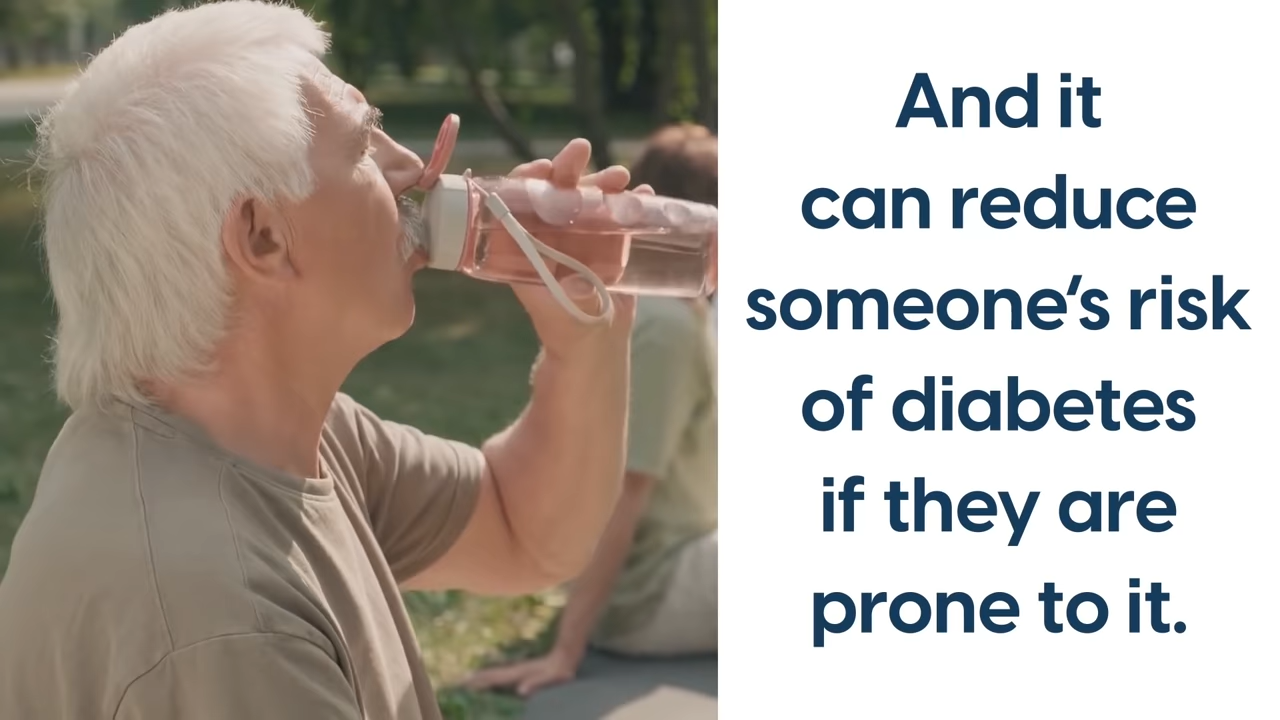 And it
can reduce
someone's risk
of diabetes
if they are
prone to it.